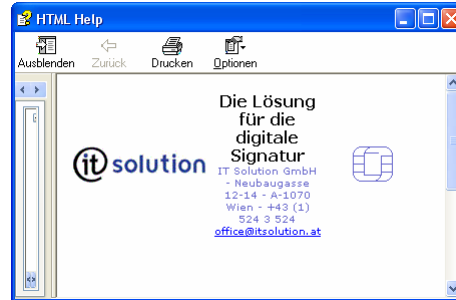 HTML Help
Ausblenden Zurück Drucken Optionen
Die Lösung
für die
digitale
Signatur
it solution
IT Solution GmbH
- Neubaugasse
12-14 - A-1070
Wien - +43 (1)
524 3 524
office@itsolution.at